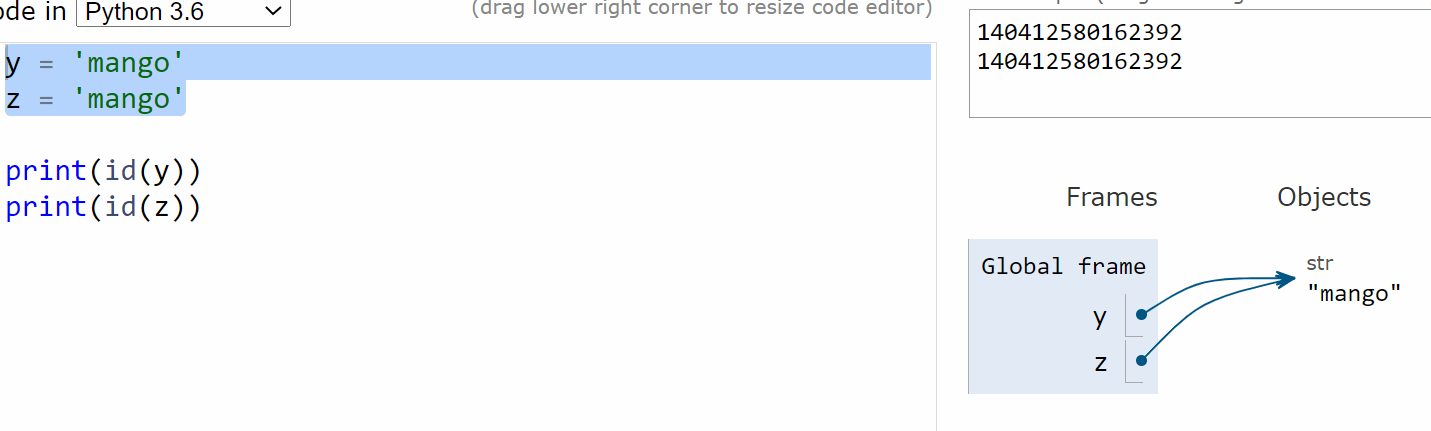 ode in Python 3.6
(drag lower right corner to resize code editor)
y = 'mango'
z = 'mango'
print(id(y))
print(id(z))
140412580162392
140412580162392
Frames Objects
Global frame
y
z
str
"mango"